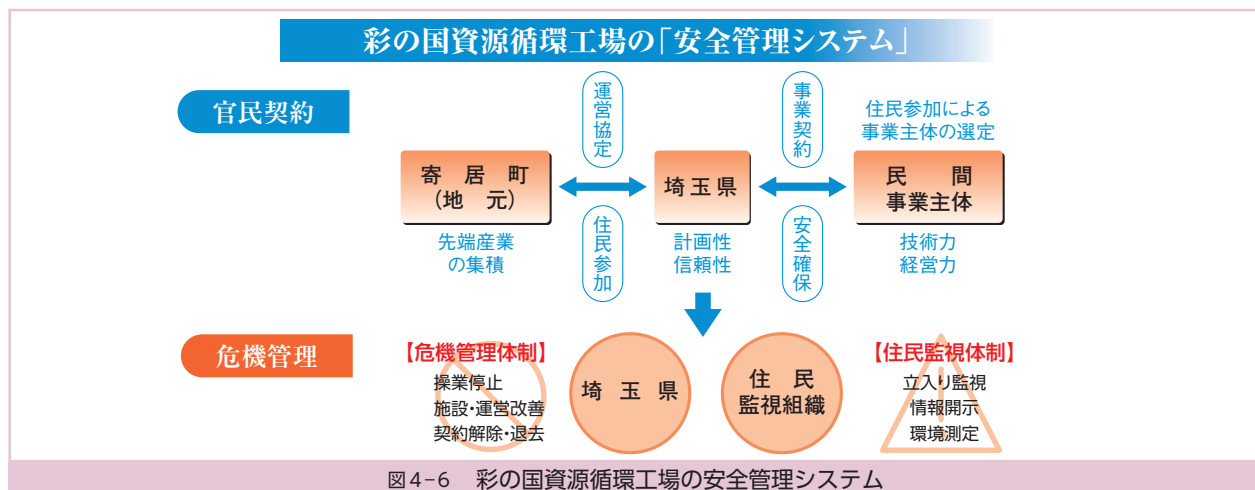 彩の国資源循環工場の「安全管理システム」
官民契約
運営協定
事業契約
住民参加による
事業主体の選定
寄居町
(地元)
埼玉県
民間
事業主体
先端産業
の集積
住民参加
計画性
信頼性
安全確保
技術力
経営力
危機管理
【危機管理体制】
操業停止
施設・運営改善
契約解除・退去
埼玉県
住民
監視組織
【住民監視体制】
立入り監視
情報開示
環境測定
図4-6 彩の国資源循環工場の安全管理システム